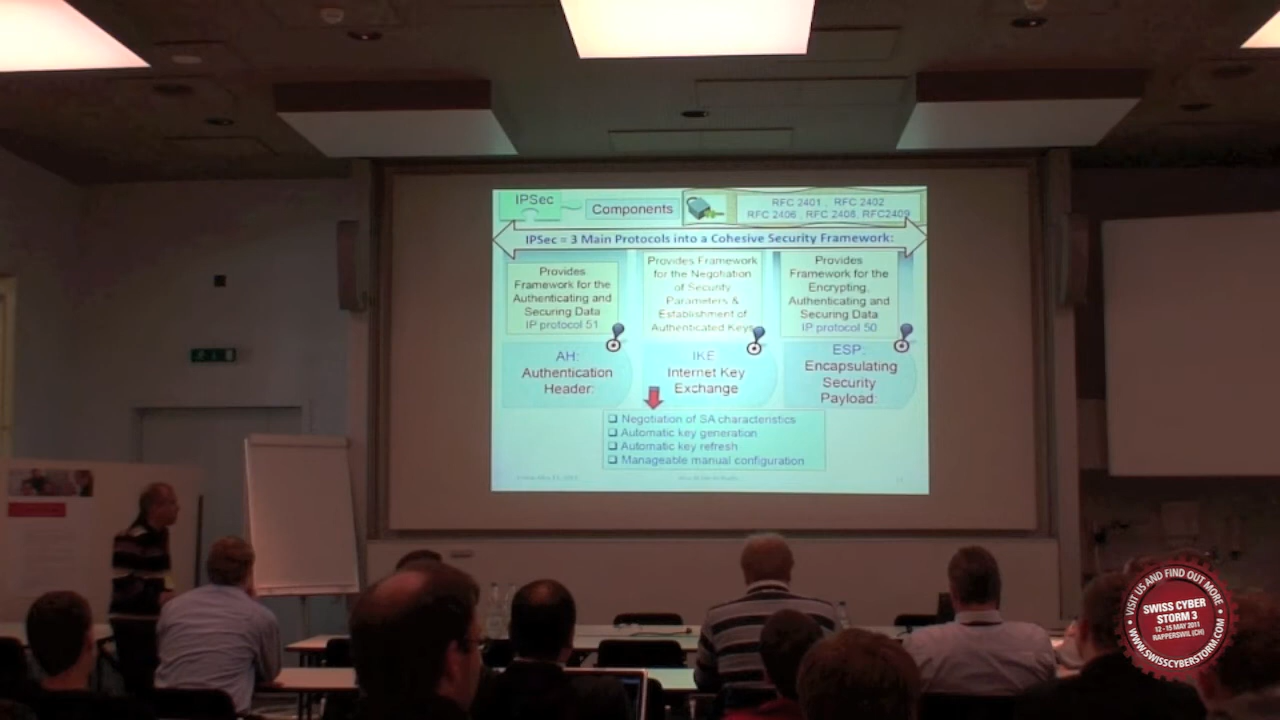 IPSec
Components
RFC 2401 , RFC 2402
RFC 2406 , RFC 2408, RFC2409
IPSec = 3 Main Protocols into a Cohesive Security Framework:
Provides
Framework for the
Authenticating and
Securing Data
IP protocol 51
AH:
Authentication
Header:
Provides Framework
for the Negotiation
of Security
Parameters &
Establishment of
Authenticated Keys
IKE
Internet Key
Exchange
Provides
Framework for the
Encrypting,
Authenticating and
Securing Data
IP protocol 50
ESP:
Encapsulating
Security
Payload:
Negotiation of SA characteristics
Automatic key generation
Automatic key refresh
Manageable manual configuration
VISIT US AND FIND OUT MORE
SWISS CYBER
STORM 3
12 - 15 MAY 2011
RAPPERSWIL (CH)
WWW.SWISSCYBERSTORM.COM